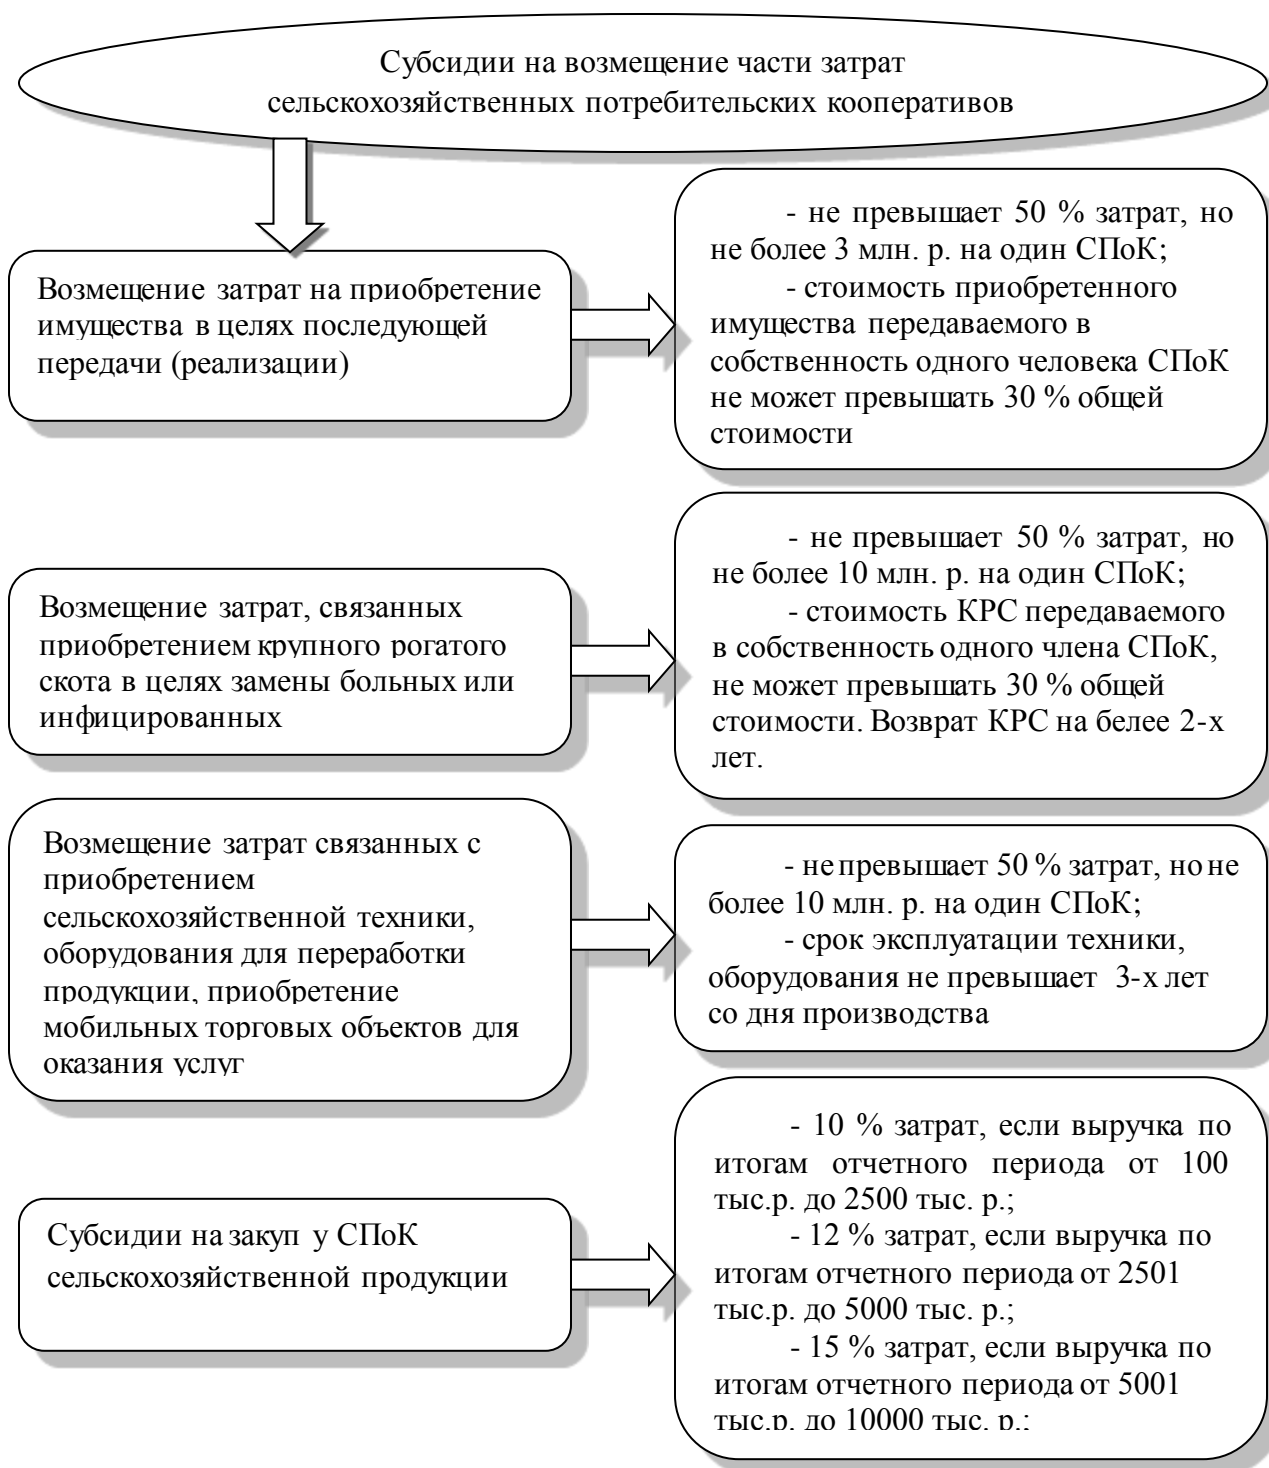 Субсидии на возмещение части затрат
сельскохозяйственных потребительских кооперативов
Возмещение затрат на приобретение
имущества в целях последующей
передачи (реализации)
- не превышает 50 % затрат, но
не более 3 млн. р. на один СПоК;
- стоимость приобретенного
имущества передаваемого в
собственность одного человека СПоК
не может превышать 30 % общей
стоимости
Возмещение затрат, связанных
приобретением крупного рогатого
скота в целях замены больных или
инфицированных
- не превышает 50 % затрат, но
не более 10 млн. р. на один СПоК;
- стоимость КРС передаваемого
в собственность одного члена СПоК,
не может превышать 30 % общей
стоимости. Возврат КРС на белее 2-х
лет.
Возмещение затрат связанных с
приобретением
сельскохозяйственной техники,
оборудования для переработки
продукции, приобретение
мобильных торговых объектов для
оказания услуг
- не превышает 50 % затрат, но не
более 10 млн. р. на один СПоК;
- срок эксплуатации техники,
оборудования не превышает 3-х лет
со дня производства
Субсидии на закуп у СПоК
сельскохозяйственной продукции
- 10 % затрат, если выручка по
итогам отчетного периода от 100
тыс.р. до 2500 тыс. р.;
- 12 % затрат, если выручка по
итогам отчетного периода от 2501
тыс.р. до 5000 тыс. р.;
- 15 % затрат, если выручка по
итогам отчетного периода от 5001
тыс.р. до 10000 тыс. р.;